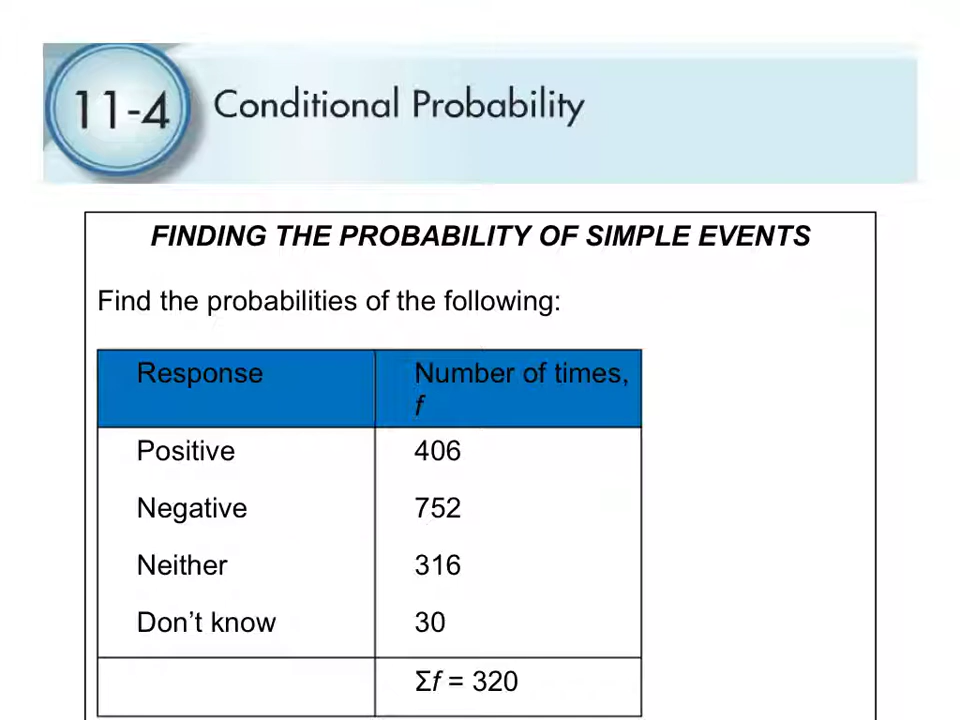 11-4 Conditional Probability
FINDING THE PROBABILITY OF SIMPLE EVENTS
Find the probabilities of the following:
Response Number of times,
f
Positive 406
Negative 752
Neither 316
Don’t know 30
Σf = 320